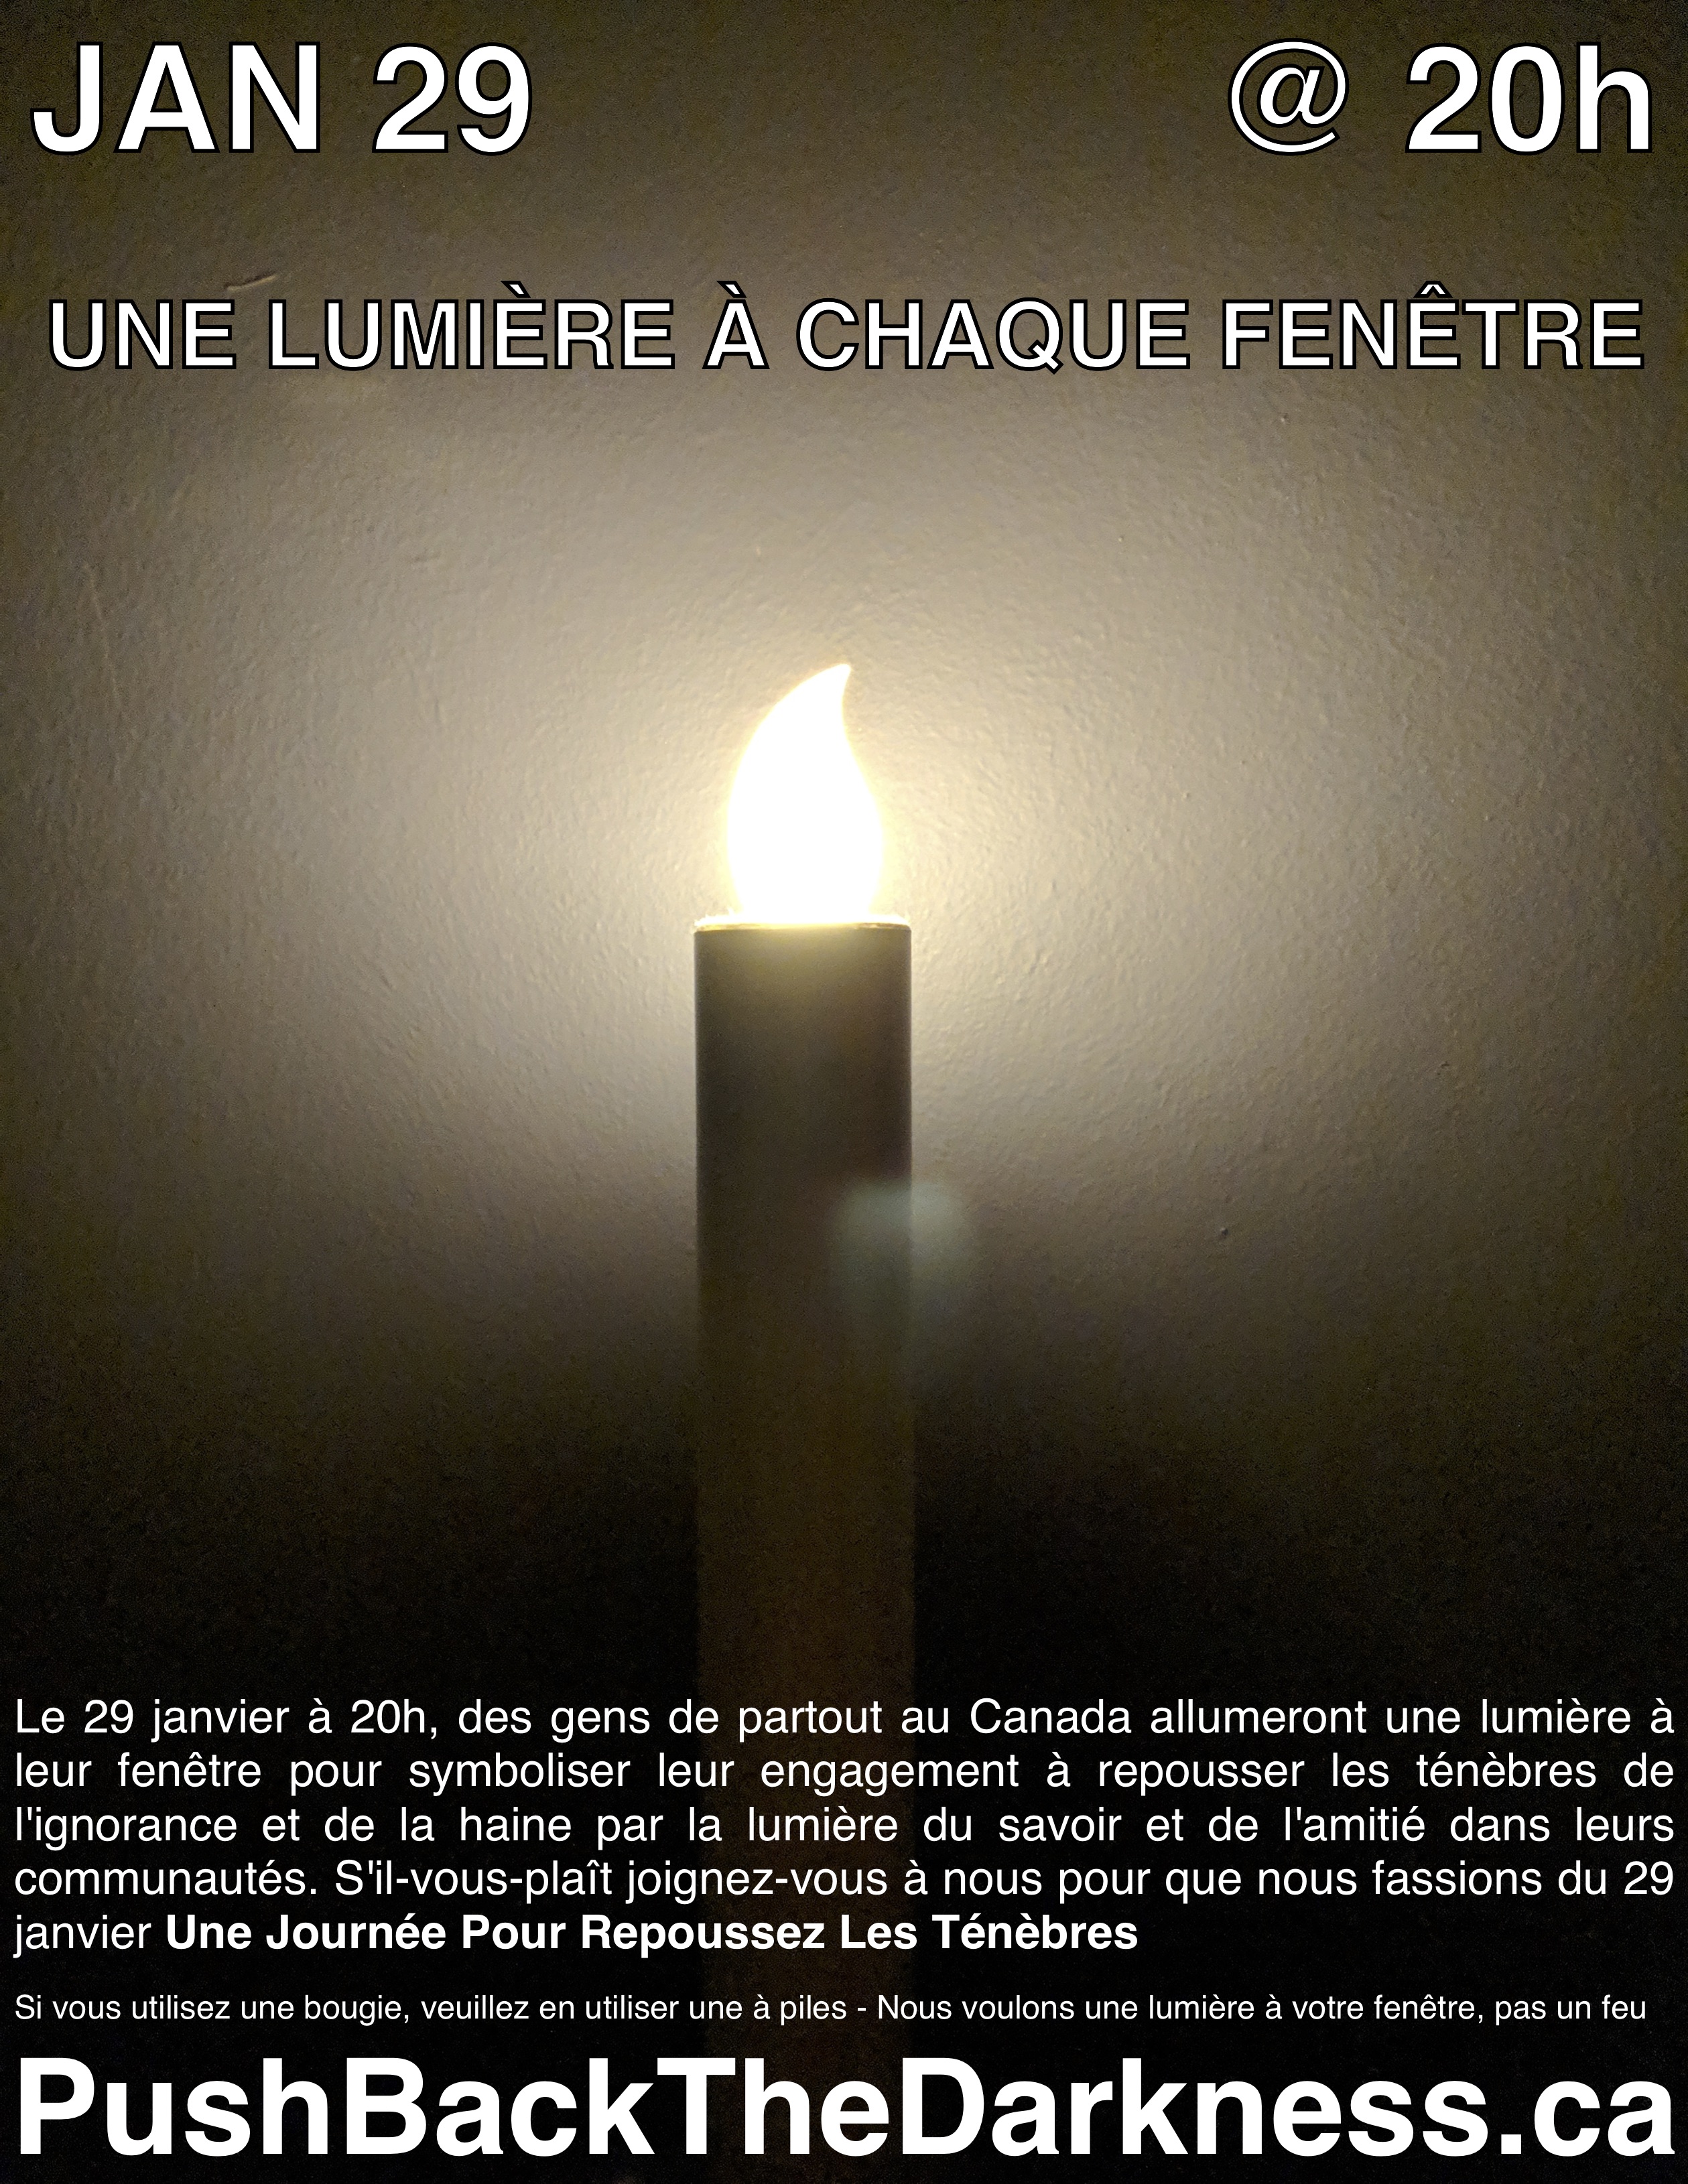 JAN 29 @ 20h
UNE LUMIÈRE À CHAQUE FENÊTRE
Le 29 janvier à 20h, des gens de partout au Canada allumeront une lumière à
leur fenêtre pour symboliser leur engagement à repousser les ténèbres de
l'ignorance et de la haine par la lumière du savoir et de l'amitié dans leurs
communautés. S'il-vous-plaît joignez-vous à nous pour que nous fassions du 29
janvier Une Journée Pour Repoussez Les Ténèbres
Si vous utilisez une bougie, veuillez en utiliser une à piles - Nous voulons une lumière à votre fenêtre, pas un feu
PushBackTheDarkness.ca